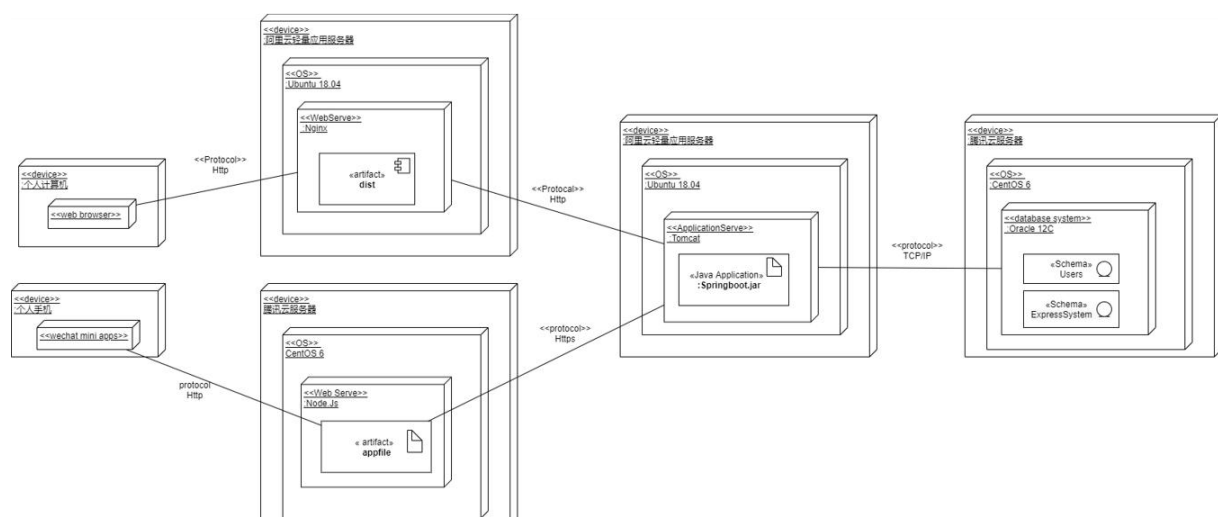 <<device>>
:阿里云轻量应用服务器
<<OS>>
:Ubuntu 18.04
<<WebServe>>
:Nginx
«artifact»
dist
<<Protocol>>
Http
<<device>>
:个人计算机
<<web browser>>
<<Protocal>>
Http
<<device>>
:个人手机
<<wechat mini apps>>
protocol
Http
<<device>>
腾讯云服务器
<<OS>>
CentOS 6
<<Web Serve>>
:Node.Js
« artifact»
appfile
<<protocol>>
Https
<<device>>
:阿里云轻量应用服务器
<<OS>>
:Ubuntu 18.04
<<ApplicationServe>>
:Tomcat
«Java Application»
:Springboot.jar
<<protocol>>
TCP/IP
<<device>>
:腾讯云服务器
<<OS>>
:CentOS 6
<<database system>>
:Oracle 12C
«Schema»
Users
«Schema»
ExpressSystem